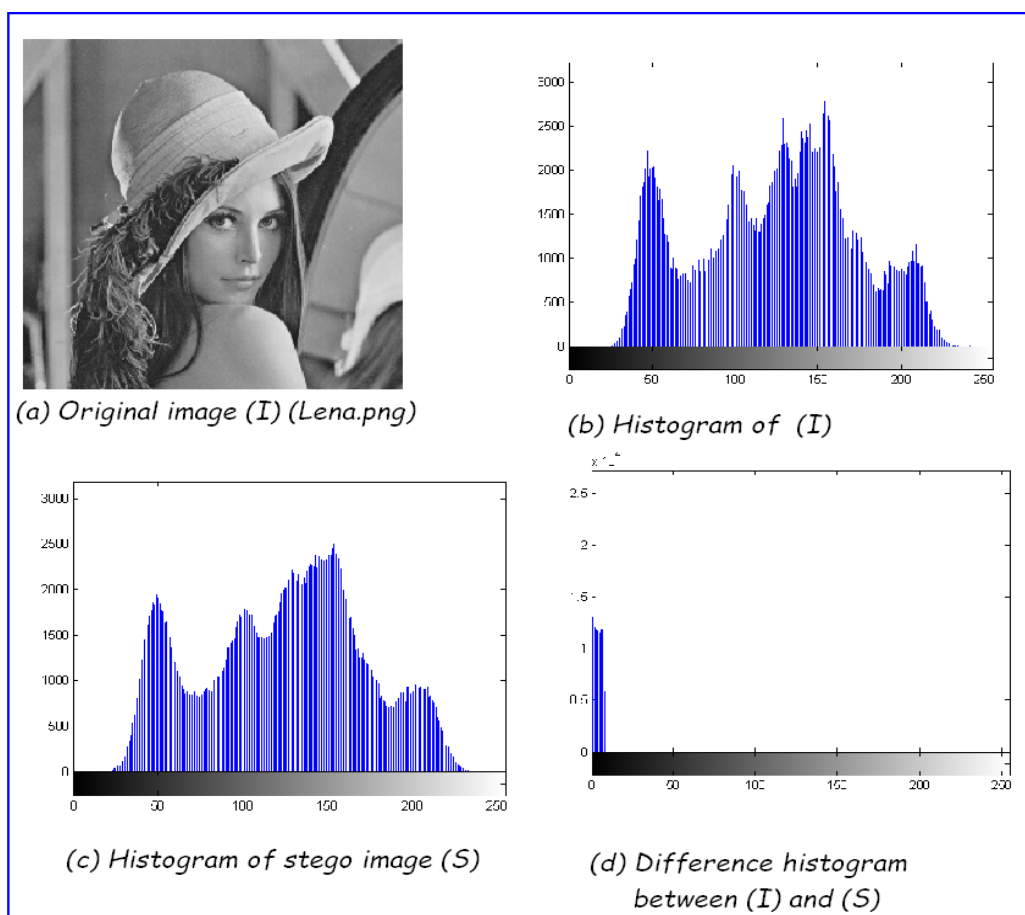 3000
2500
2000
1500
1000
500
0
0 50 100 150 200 250
(a) Original image (I) (Lena.png)
(b) Histogram of (I)
2.5
2
1.5
1
0.5
0
0 50 100 150 200 250
3000
2500
2000
1500
1000
500
0
0 50 100 150 200 250
(c) Histogram of stego image (S)
(d) Difference histogram
between (I) and (S)